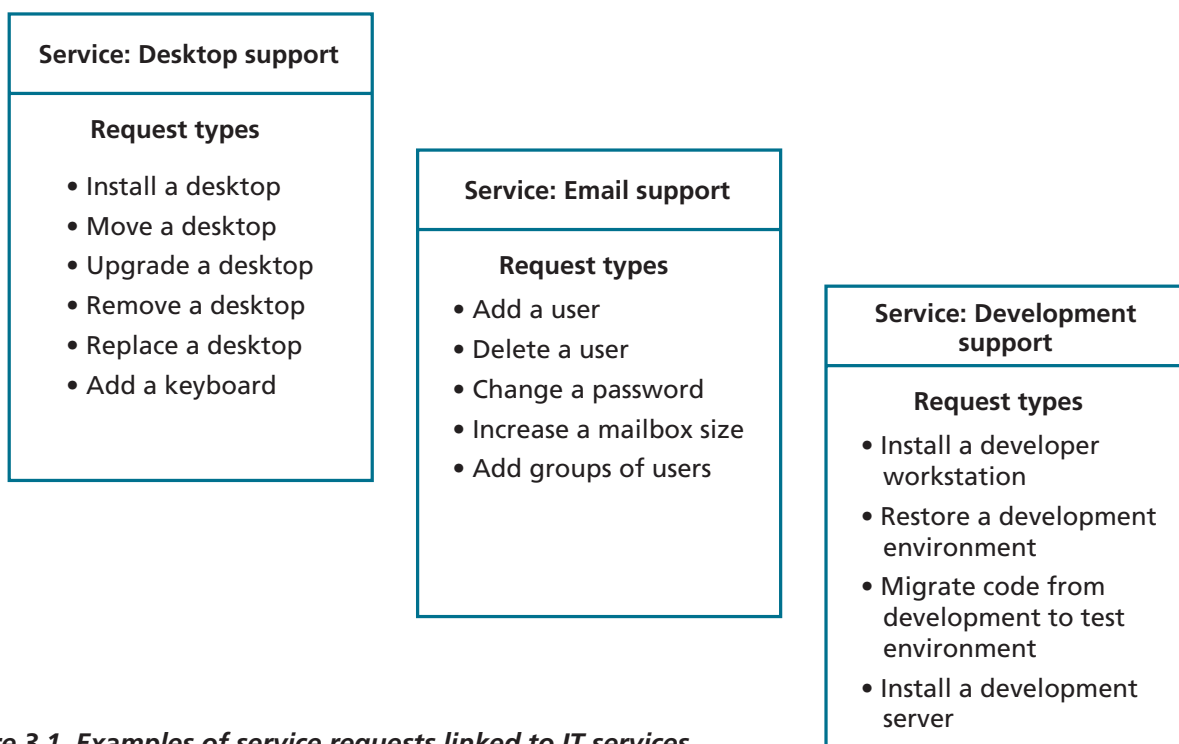 Service: Desktop support
Request types
• Install a desktop
• Move a desktop
• Upgrade a desktop
• Remove a desktop
• Replace a desktop
• Add a keyboard
Service: Email support
Request types
• Add a user
• Delete a user
• Change a password
• Increase a mailbox size
• Add groups of users
Service: Development
support
Request types
• Install a developer
workstation
• Restore a development
environment
• Migrate code from
development to test
environment
• Install a development
server
re 3.1 Examples of service requests linked to IT services